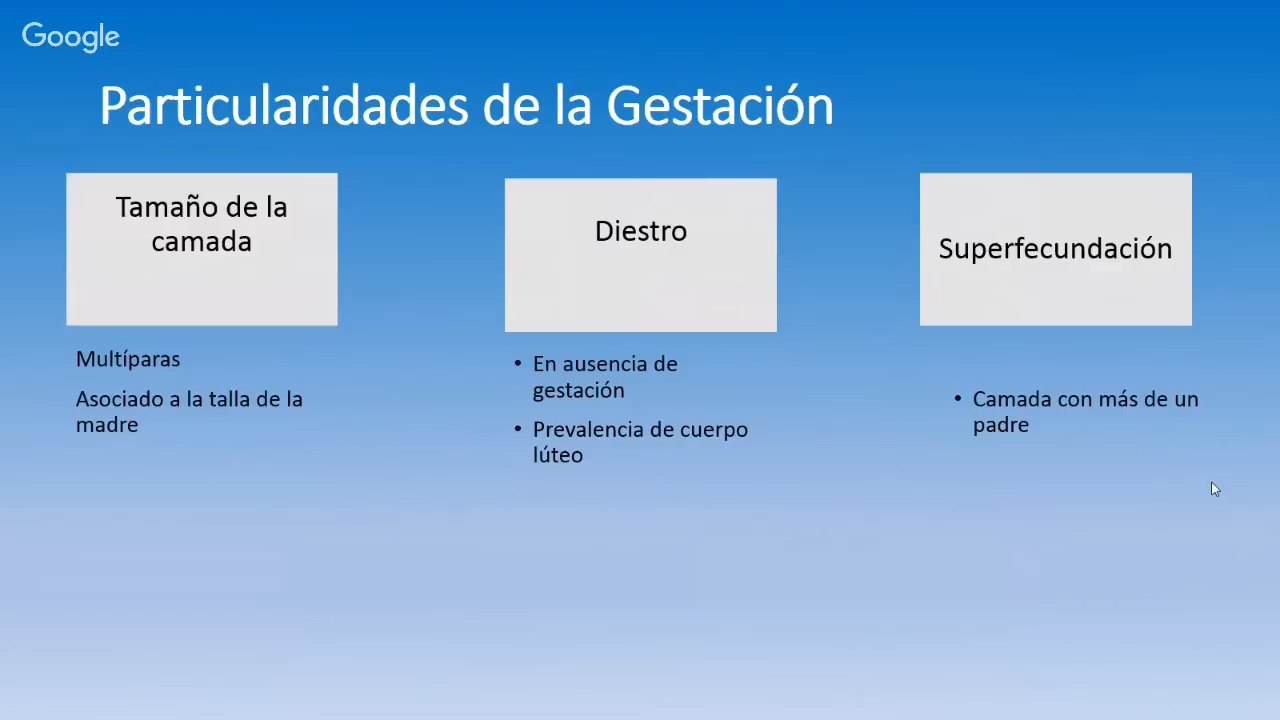 Google
Particularidades de la Gestación
Tamaño de la
camada
Multíparas
Asociado a la talla de la
madre
Diestro
• En ausencia de
gestación
• Prevalencia de cuerpo
lúteo
Superfecundación
• Camada con más de un
padre